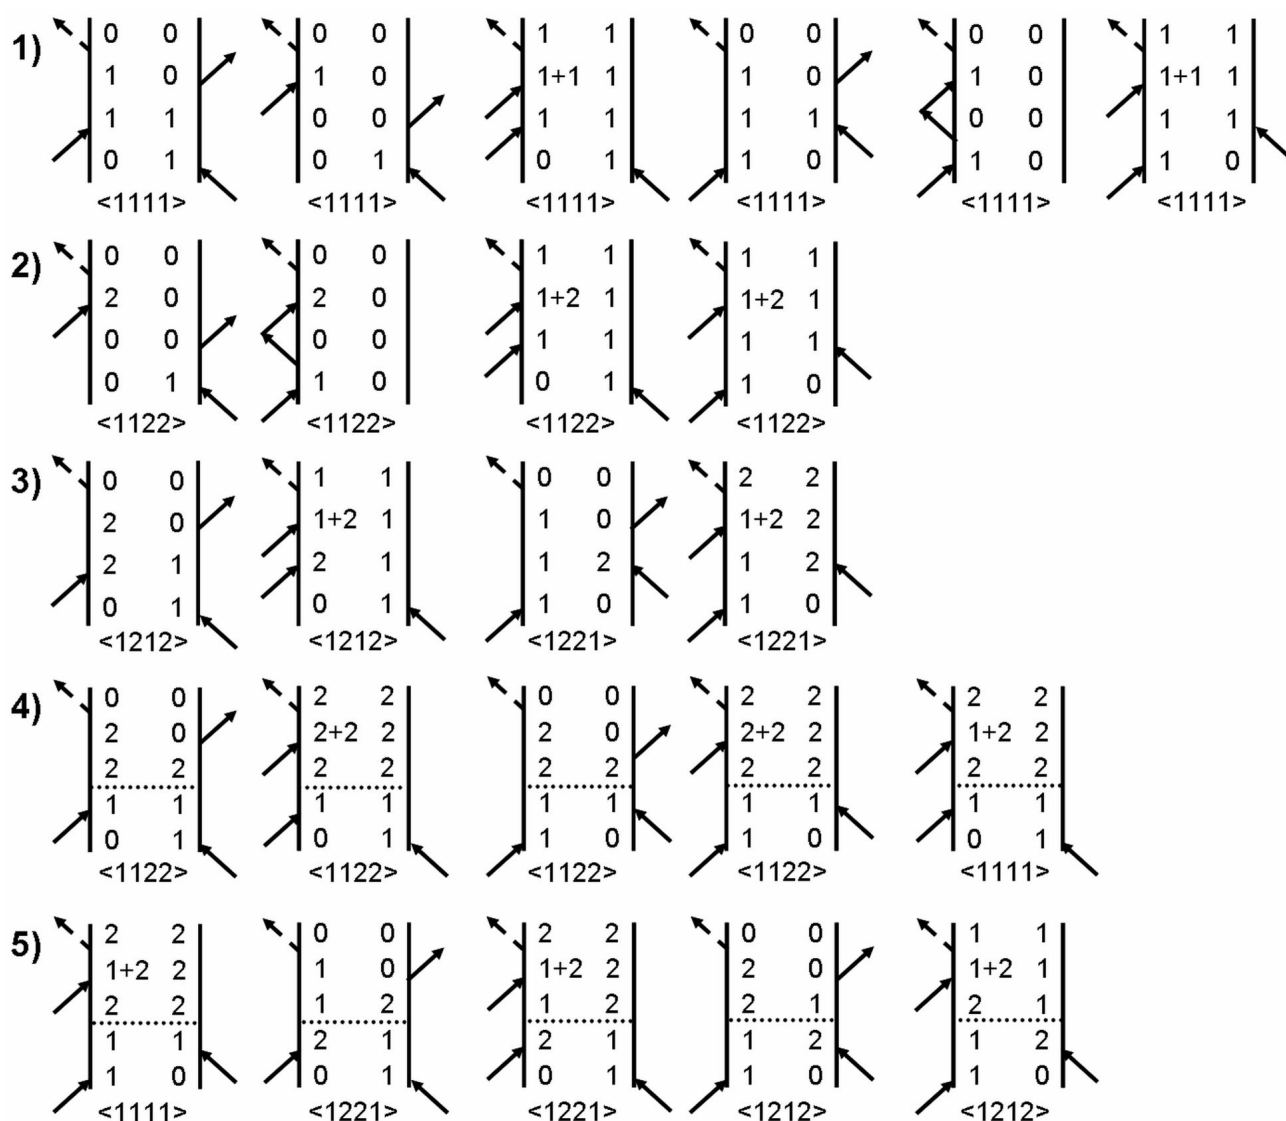 1) 0 0 0 0 1 1 0 0 0 0 1 1
1 0 1 0 1+1 1 1 0 1 0 1+1 1
1 1 0 0 1 1 1 1 0 0 1 1
0 1 0 1 0 1 1 0 1 0 1 0
<1111> <1111> <1111> <1111> <1111> <1111>
2) 0 0 0 0 1 1 1 1
2 0 2 0 1+2 1 1+2 1
0 0 0 0 1 1 1 1
0 1 1 0 0 1 1 0
<1122> <1122> <1122> <1122>
3) 0 0 1 1 0 0 2 2
2 0 1+2 1 1 0 1+2 2
2 1 2 1 1 2 1 2
0 1 0 1 1 0 1 0
<1212> <1212> <1221> <1221>
4) 0 0 2 2 0 0 2 2 2 2
2 0 2+2 2 2 0 2+2 2 1+2 2
2 2 2 2 2 2 2 2 2 2
1 1 1 1 1 1 1 1 1 1
0 1 0 1 1 0 1 0 0 1
<1122> <1122> <1122> <1122> <1111>
5) 2 2 0 0 2 2 0 0 1 1
1+2 2 1 0 1+2 2 2 0 1+2 1
2 2 1 2 1 2 2 1 2 1
1 1 2 1 2 1 1 2 1 2
1 0 0 1 0 1 1 0 1 0
<1111> <1221> <1221> <1212> <1212>